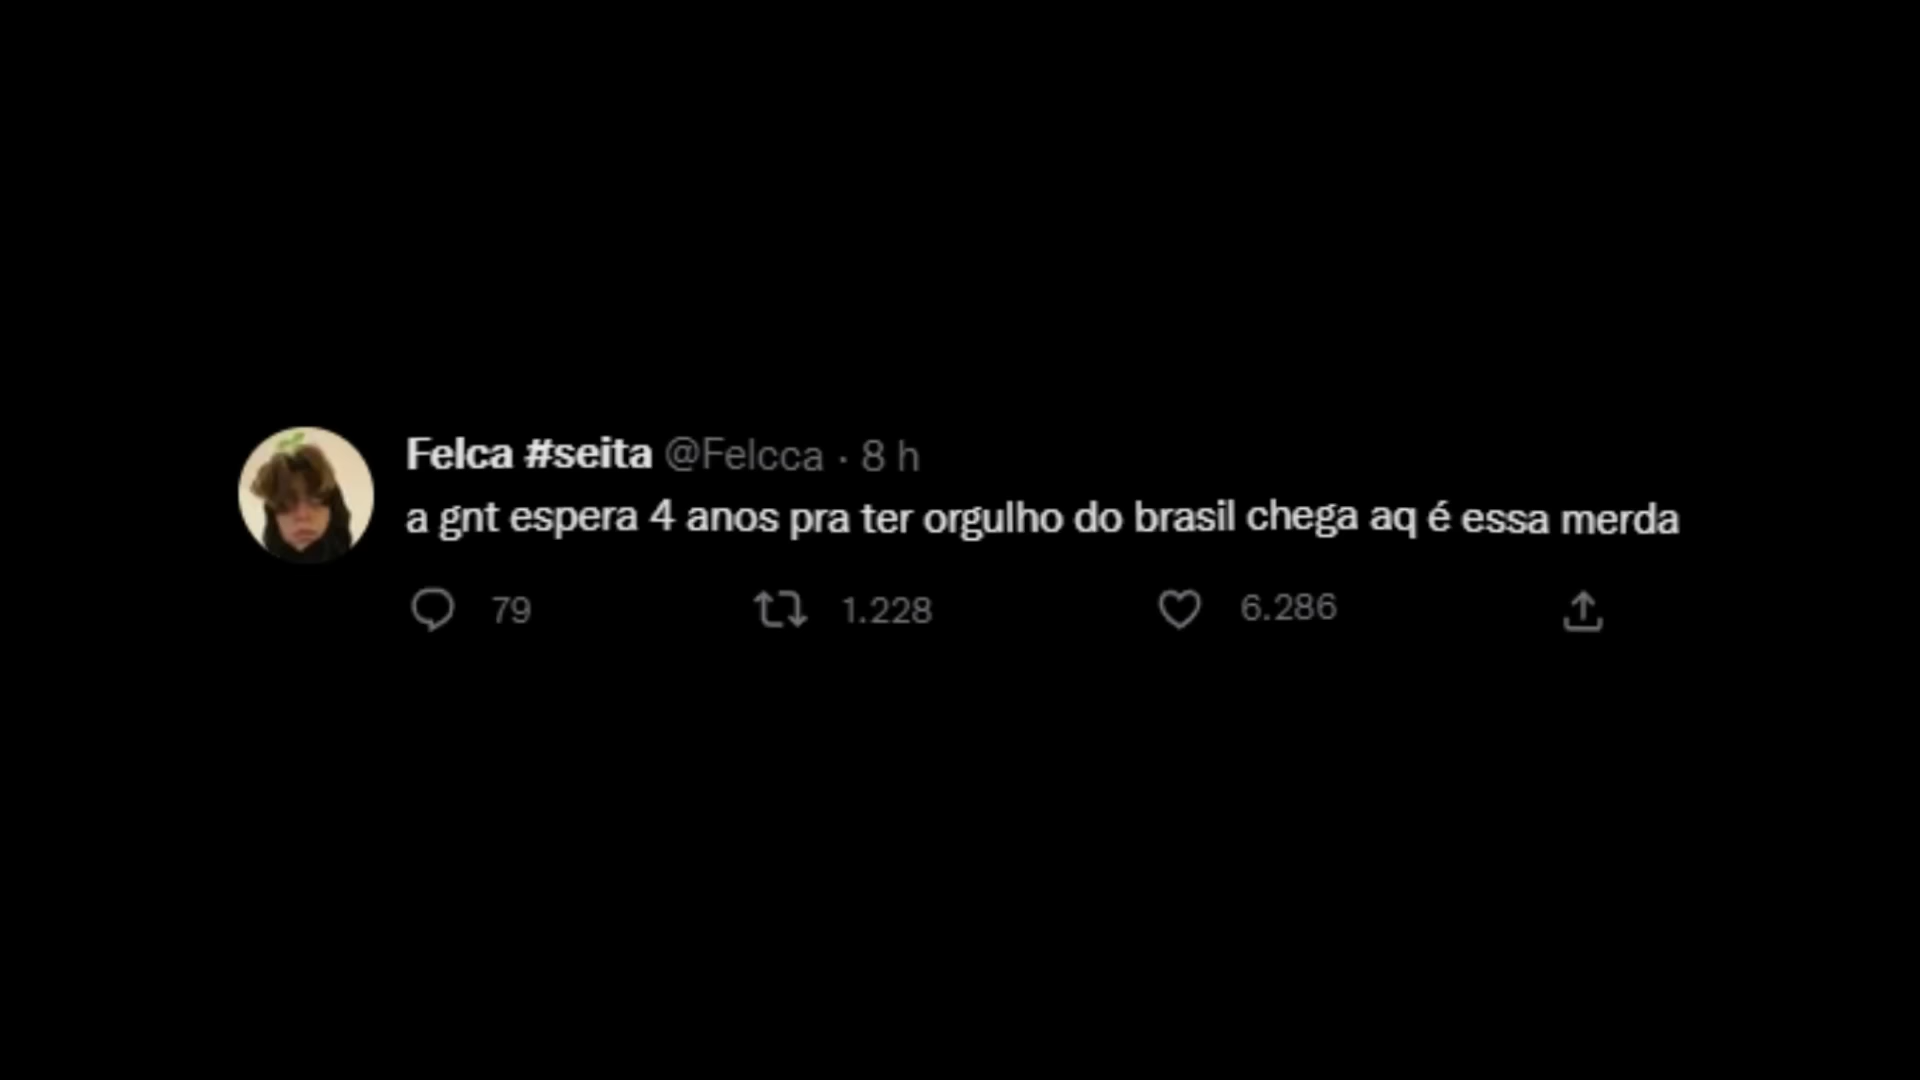 Felca #seita @Felcca · 8 h
a gnt espera 4 anos pra ter orgulho do brasil chega aq é essa merda
79 1.228 6.286